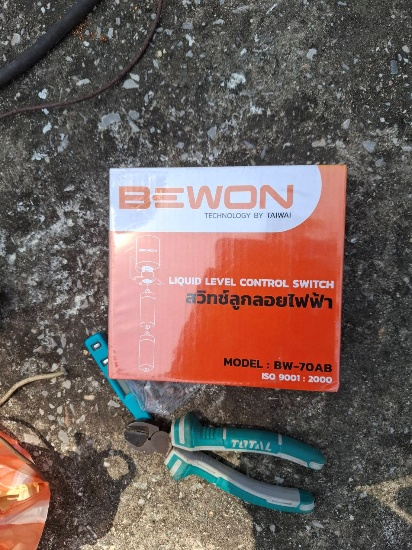 BEWON
TECHNOLOGY BY TAIWAI
LIQUID LEVEL CONTROL SWITCH
สวิทช์ลูกลอยไฟฟ้า
MODEL : BW-70AB
ISO 9001 : 2000
TOTAL